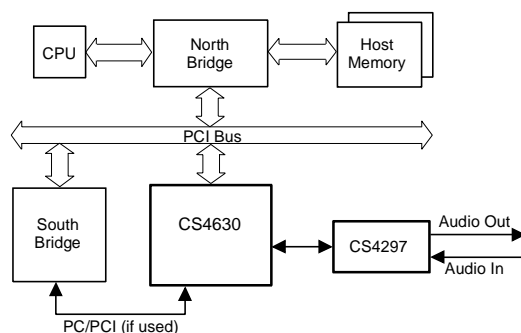 CPU
North
Bridge
Host
Memory
PCI Bus
South
Bridge
CS4630
CS4297
Audio Out
Audio In
PC/PCI (if used)